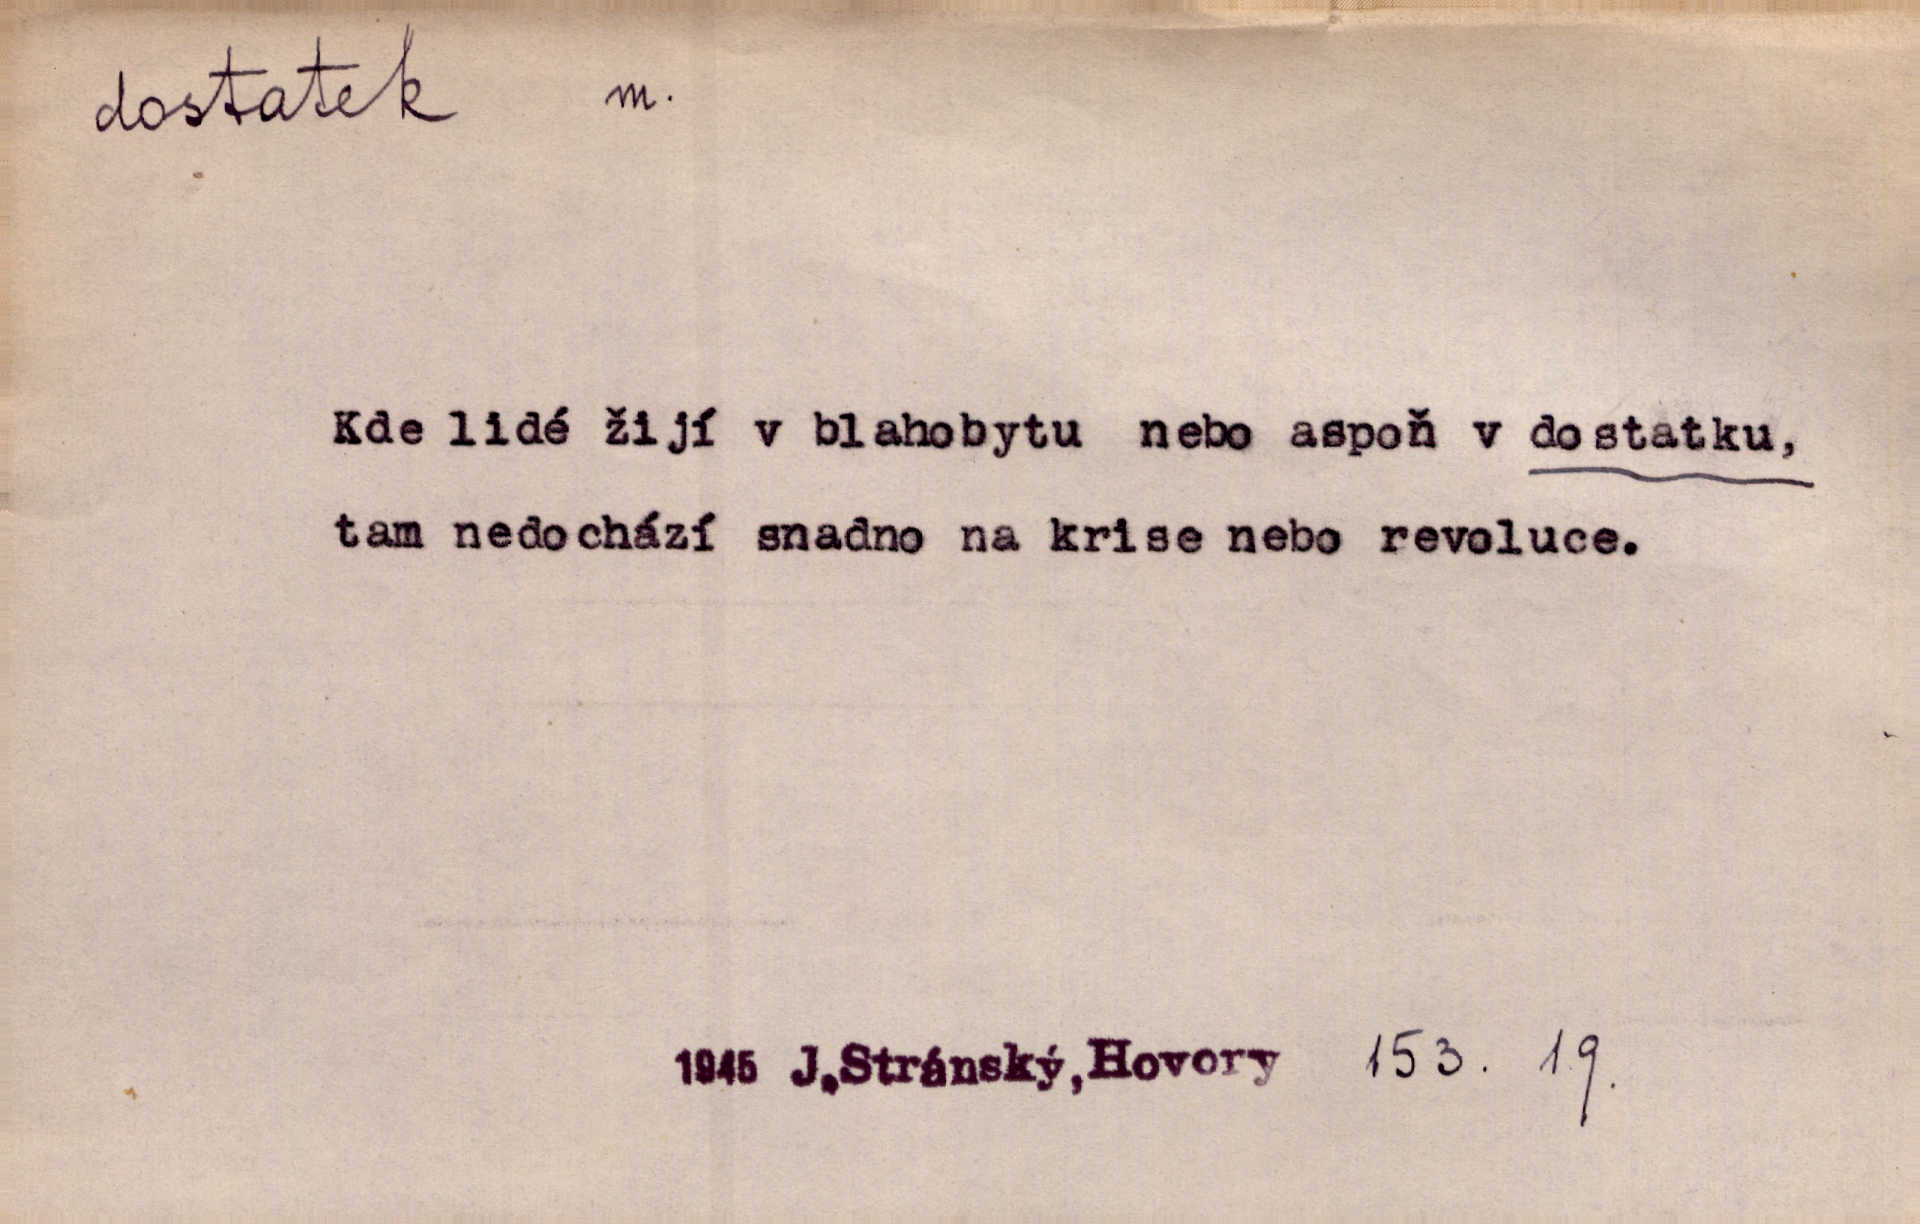 dostatek m.
Kde lidé žijí v blahobytu nebo aspoň v dostatku,
tam nedochází snadno na krise nebo revoluce.
1945 J.Stránský,Hovory 153. 19.